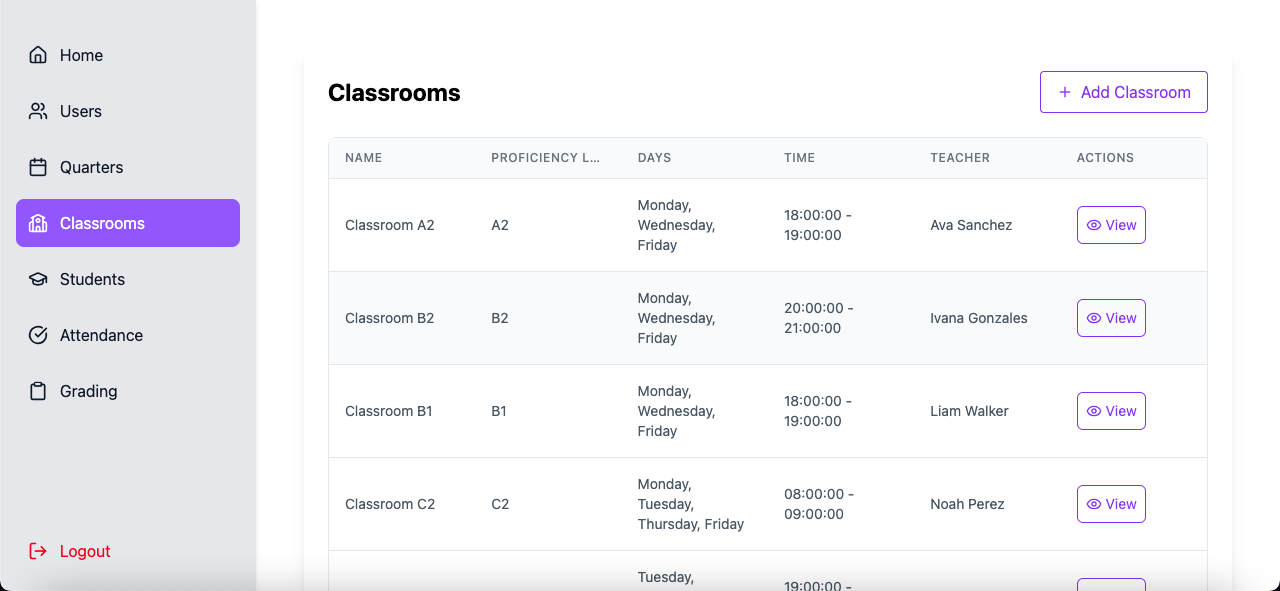 Home
Users
Quarters
Classrooms
Students
Attendance
Grading
Logout
Classrooms
+ Add Classroom
NAME PROFICIENCY L... DAYS TIME TEACHER ACTIONS
Classroom A2 A2 Monday, Wednesday, Friday 18:00:00 - 19:00:00 Ava Sanchez View
Classroom B2 B2 Monday, Wednesday, Friday 20:00:00 - 21:00:00 Ivana Gonzales View
Classroom B1 B1 Monday, Wednesday, Friday 18:00:00 - 19:00:00 Liam Walker View
Classroom C2 C2 Monday, Tuesday, Thursday, Friday 08:00:00 - 09:00:00 Noah Perez View
Tuesday, 19:00:00 -